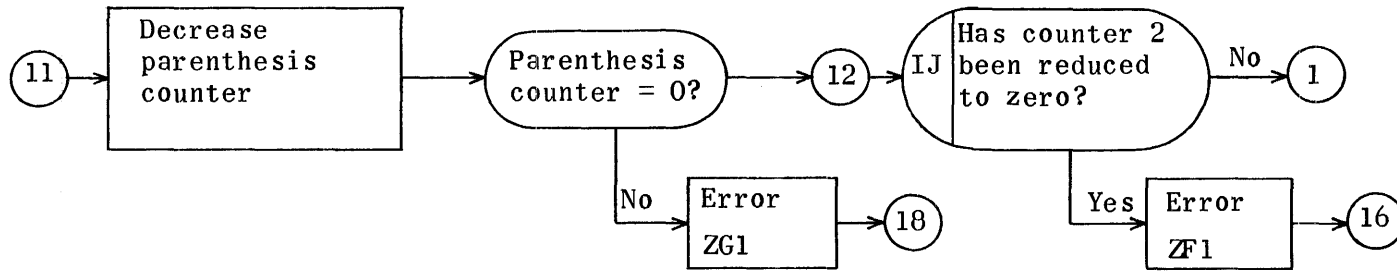 11
Decrease
parenthesis
counter
Parenthesis
counter = 0?
12
IJ
Has counter 2
been reduced
to zero?
No
1
No
Error
ZG1
18
Yes
Error
ZF1
16